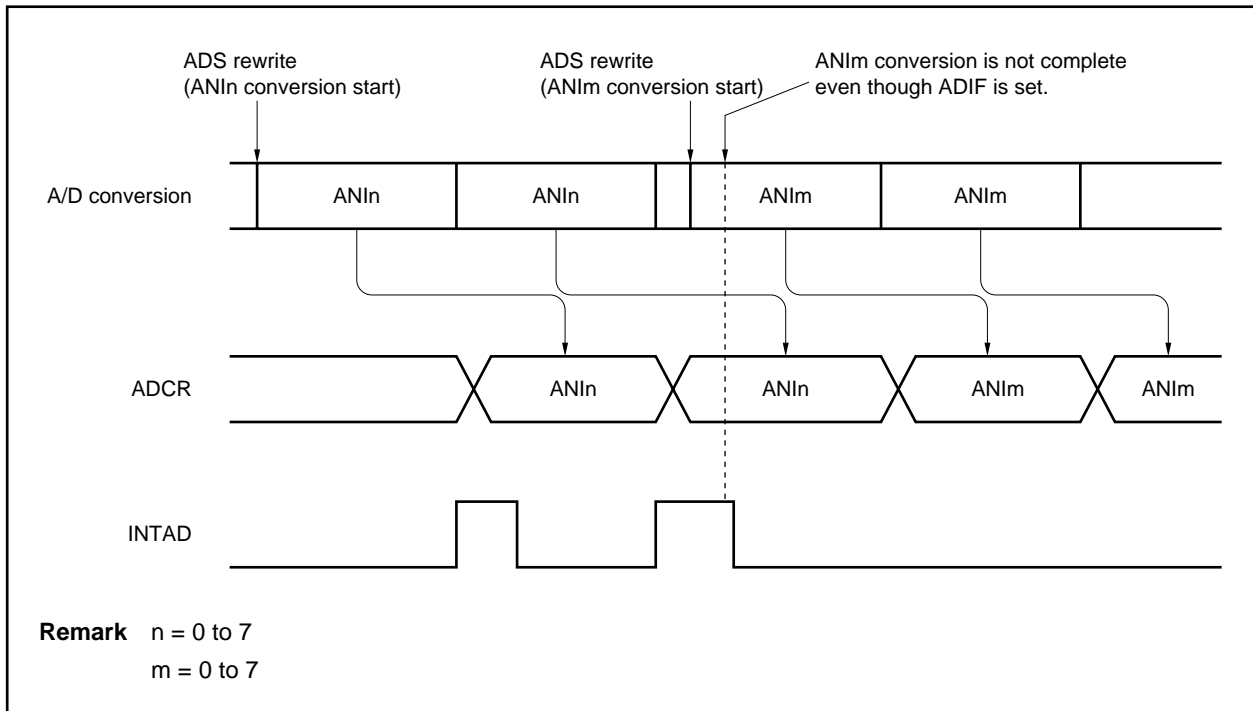 ADS rewrite
(ANIn conversion start)
ADS rewrite
(ANIm conversion start)
ANIm conversion is not complete
even though ADIF is set.
A/D conversion
ANIn
ANIn
ANIm
ANIm
ADCR
ANIn
ANIn
ANIm
ANIm
INTAD
Remark n = 0 to 7
m = 0 to 7